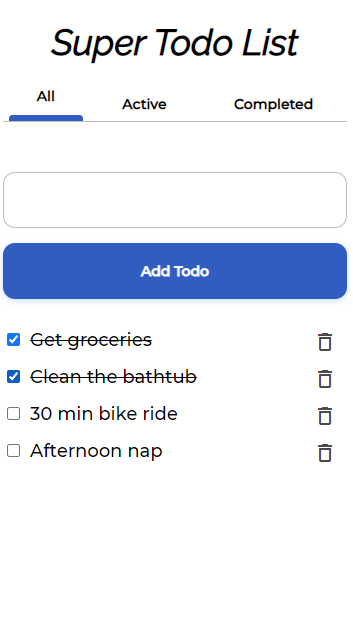 Super Todo List
All
Active
Completed
Add Todo
Get groceries
Clean the bathtub
30 min bike ride
Afternoon nap